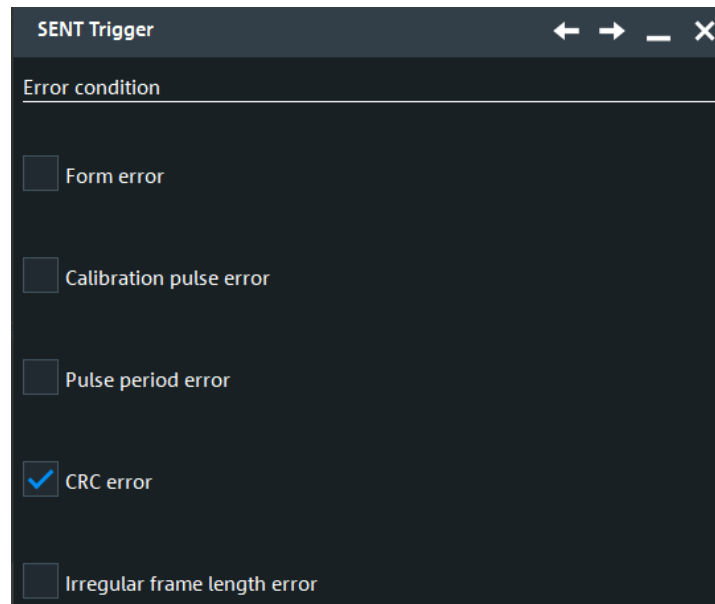 SENT Trigger
Error condition
Form error
Calibration pulse error
Pulse period error
CRC error
Irregular frame length error